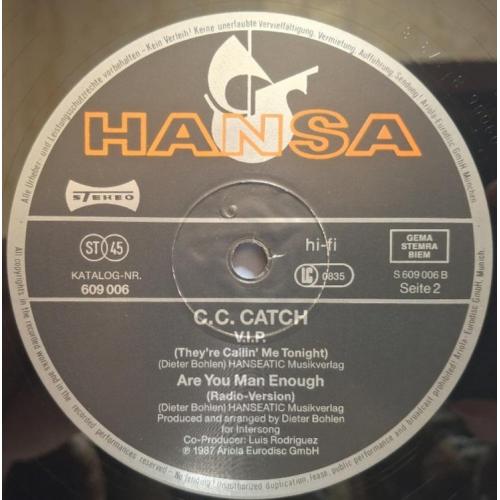 Alle Urheber- und Leistungsschutzrechte vorbehalten - Kein Verleih! Keine unerlaubte Vervielfältigung, Vermietung, Aufführung, Sendung! Ariola-Eurodisc GmbH, München.
HANSA
STEREO
ST 45
KATALOG-NR.
609 006
hi-fi
LC 0835
GEMA
STEMRA
BIEM
S 609 006 B
Seite 2
C.C. CATCH
V.I.P.
(They're Callin' Me Tonight)
(Dieter Bohlen) HANSEATIC Musikverlag
Are You Man Enough
(Radio-Version)
(Dieter Bohlen) HANSEATIC Musikverlag
Produced and arranged by Dieter Bohlen
for Intersong
Co-Producer: Luis Rodriguez
℗ 1987 Ariola Eurodisc GmbH
All copyrights in the recorded works and in the recorded performances reserved - No lending! Unauthorized duplication, lease, public performance and broadcast prohibited! Ariola-Eurodisc GmbH, Munich.